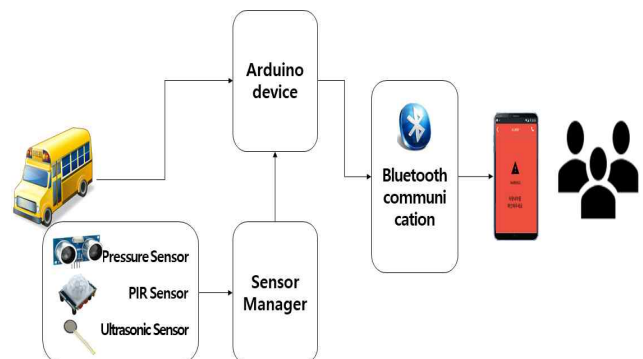 Arduino
device
Bluetooth
communi
cation
Pressure Sensor
PIR Sensor
Ultrasonic Sensor
Sensor
Manager